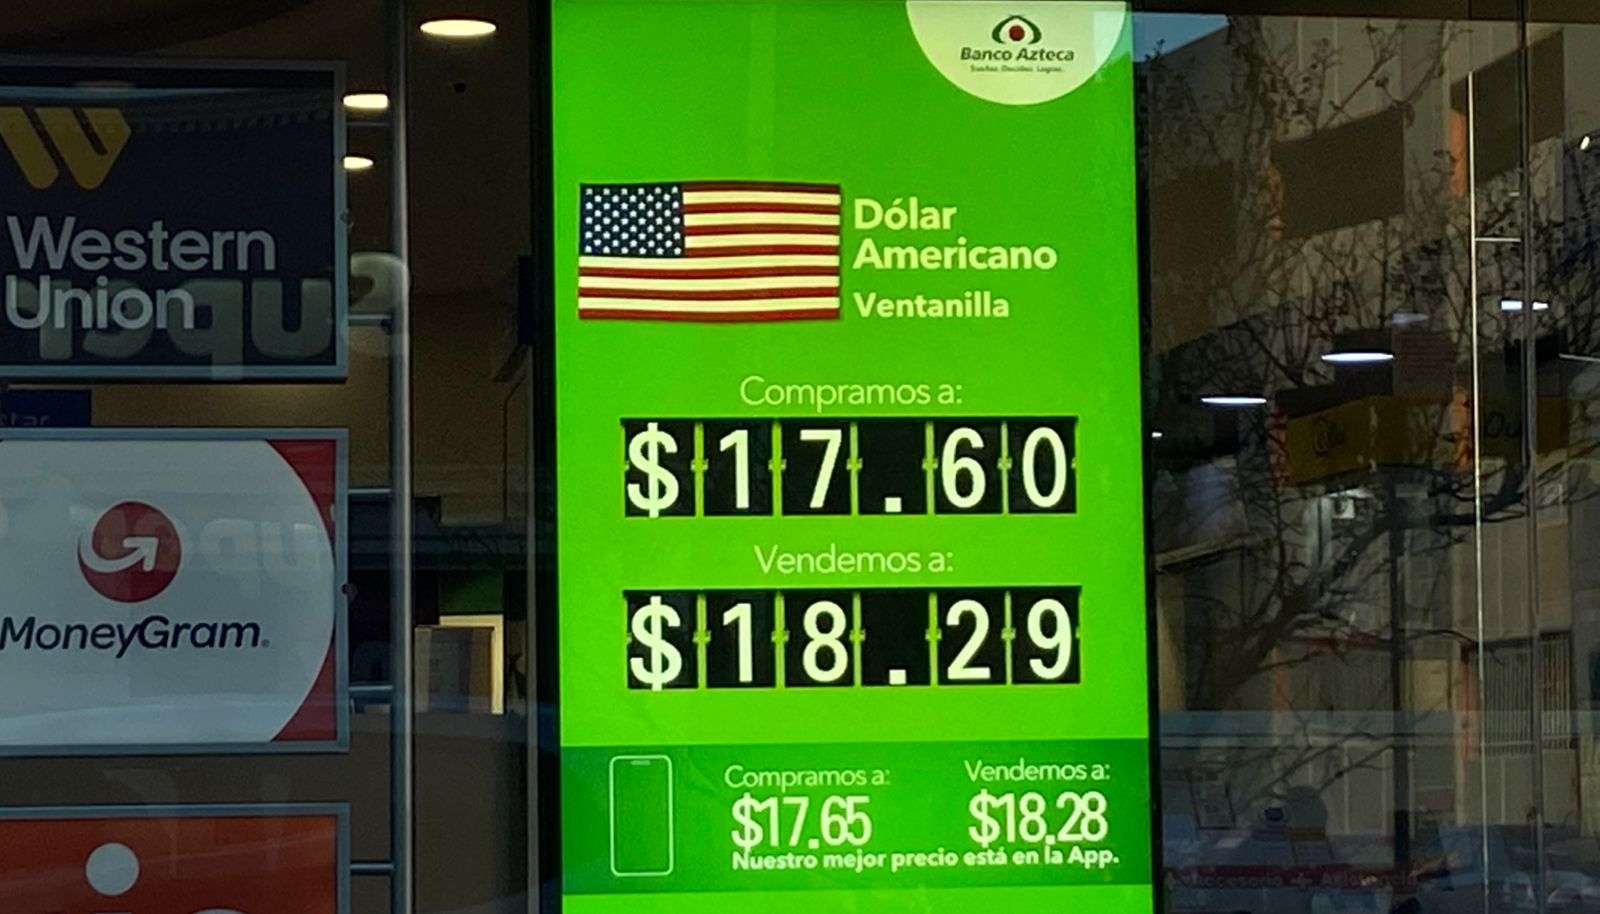 Western
Union
MoneyGram.
Banco Azteca
Dólar
Americano
Ventanilla
Compramos a:
$17.60
Vendemos a:
$18.29
Compramos a:
$17.65
Vendemos a:
$18.28
Nuestro mejor precio está en la App.